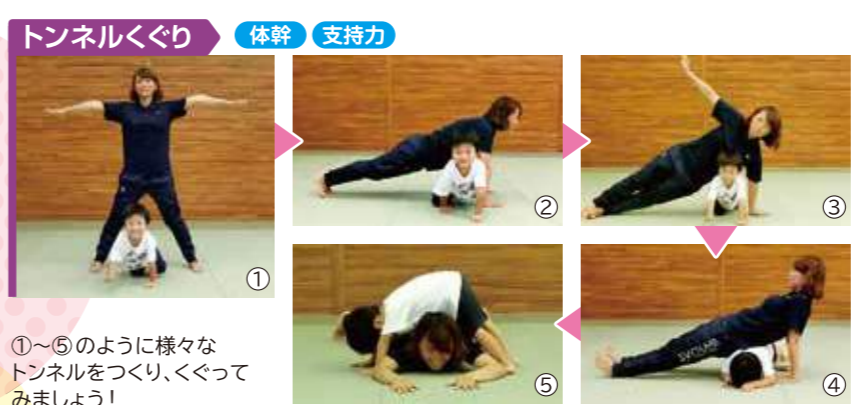 トンネルくぐり
体幹
支持力
①
②
③
④
⑤
①～⑤のように様々な
トンネルをつくり、くぐって
みましょう!